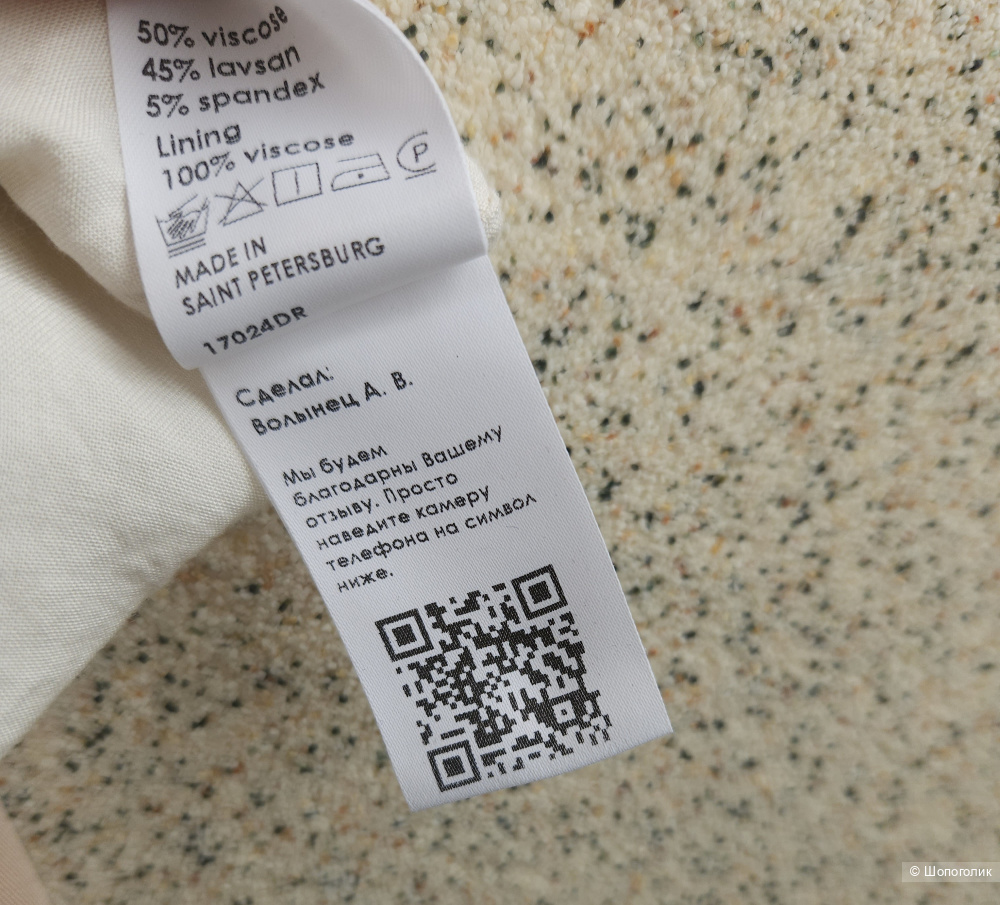 50% viscose
45% lavsan
5% spandex
Lining
100% viscose
P
MADE IN
SAINT PETERSBURG
17024DR
Сделал:
Волынец А. В.
Мы будем
благодарны Вашему
отзыву. Просто
наведите камеру
телефона на символ
ниже.
© Шопоголик